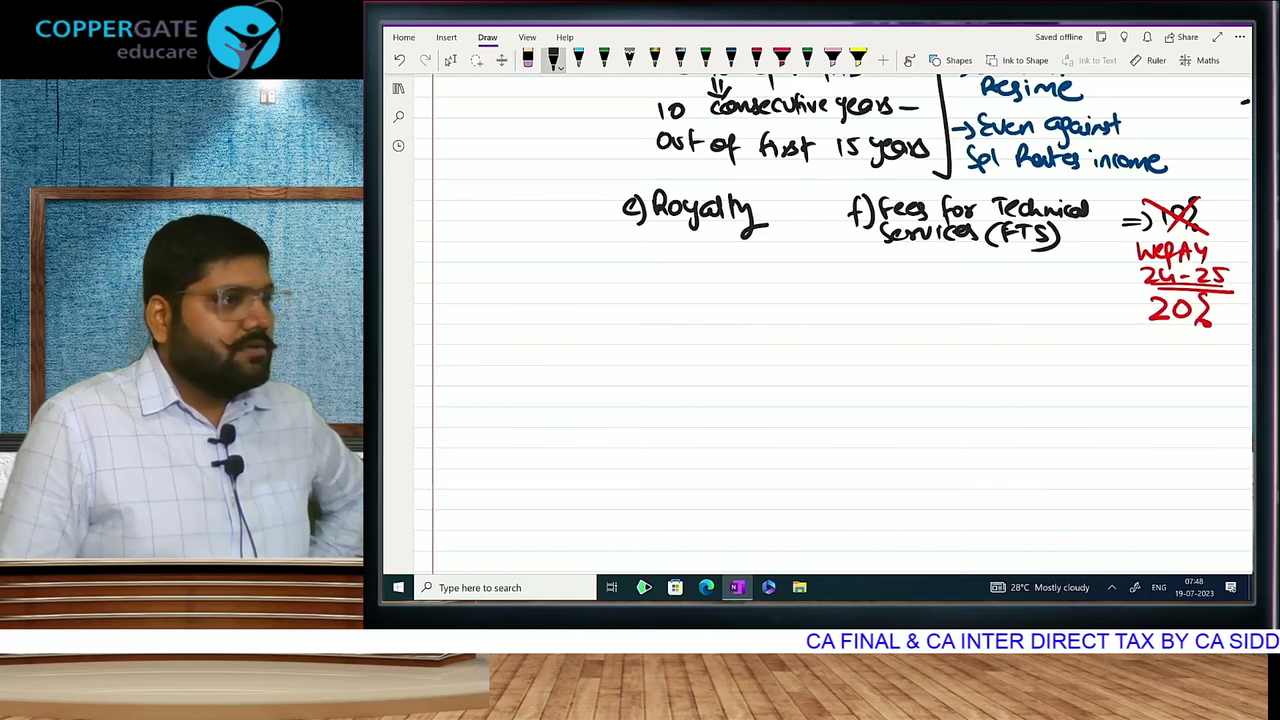 COPPERGATE
educare
Home Insert Draw View Help
Saved offline
Share
Shapes
Ink to Shape
Ink to Text
Ruler
Maths
10 consecutive years –
out of first 15 years
Regime
→ Even against
Spl Rates income
e) Royalty
f) Fees for Technical
Services (FTS)
=> 10%
wef AY
24-25
20%
Type here to search
28°C Mostly cloudy
ENG
07:48
19-07-2023
CA FINAL & CA INTER DIRECT TAX BY CA SIDD